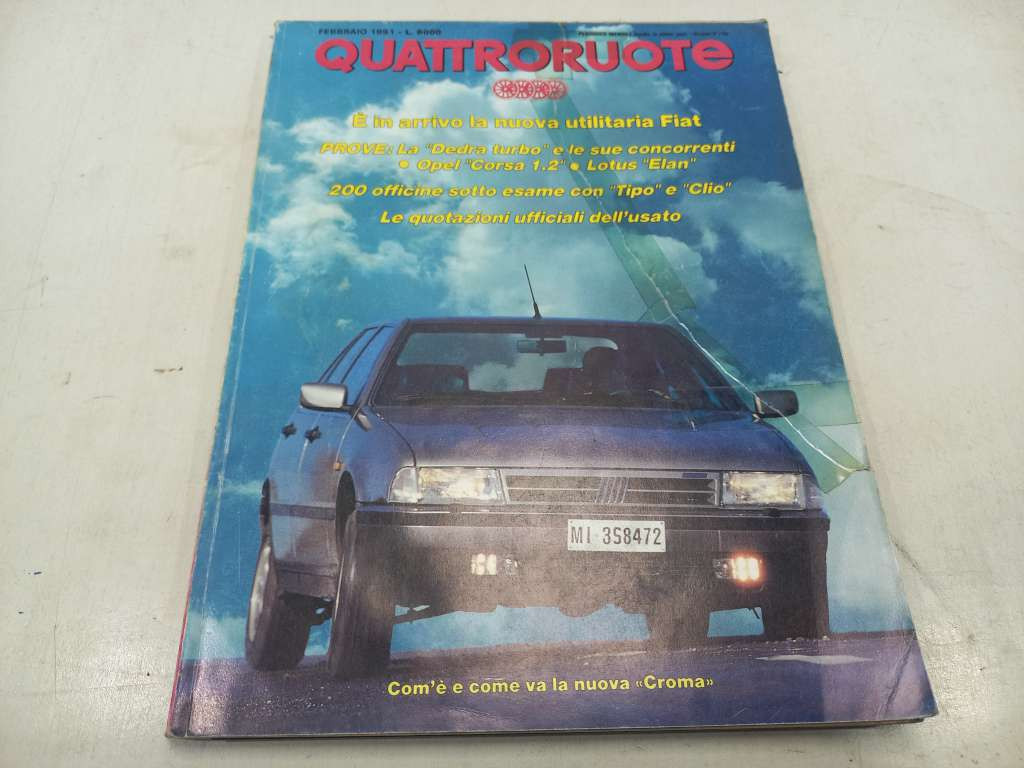 FEBBRAIO 1991 - L. 6000
QUATTRORUOTE
È in arrivo la nuova utilitaria Fiat
PROVE: La "Dedra turbo" e le sue concorrenti
• Opel "Corsa 1.2" • Lotus "Elan"
200 officine sotto esame con "Tipo" e "Clio"
Le quotazioni ufficiali dell'usato
MI 3S8472
Com'è e come va la nuova «Croma»